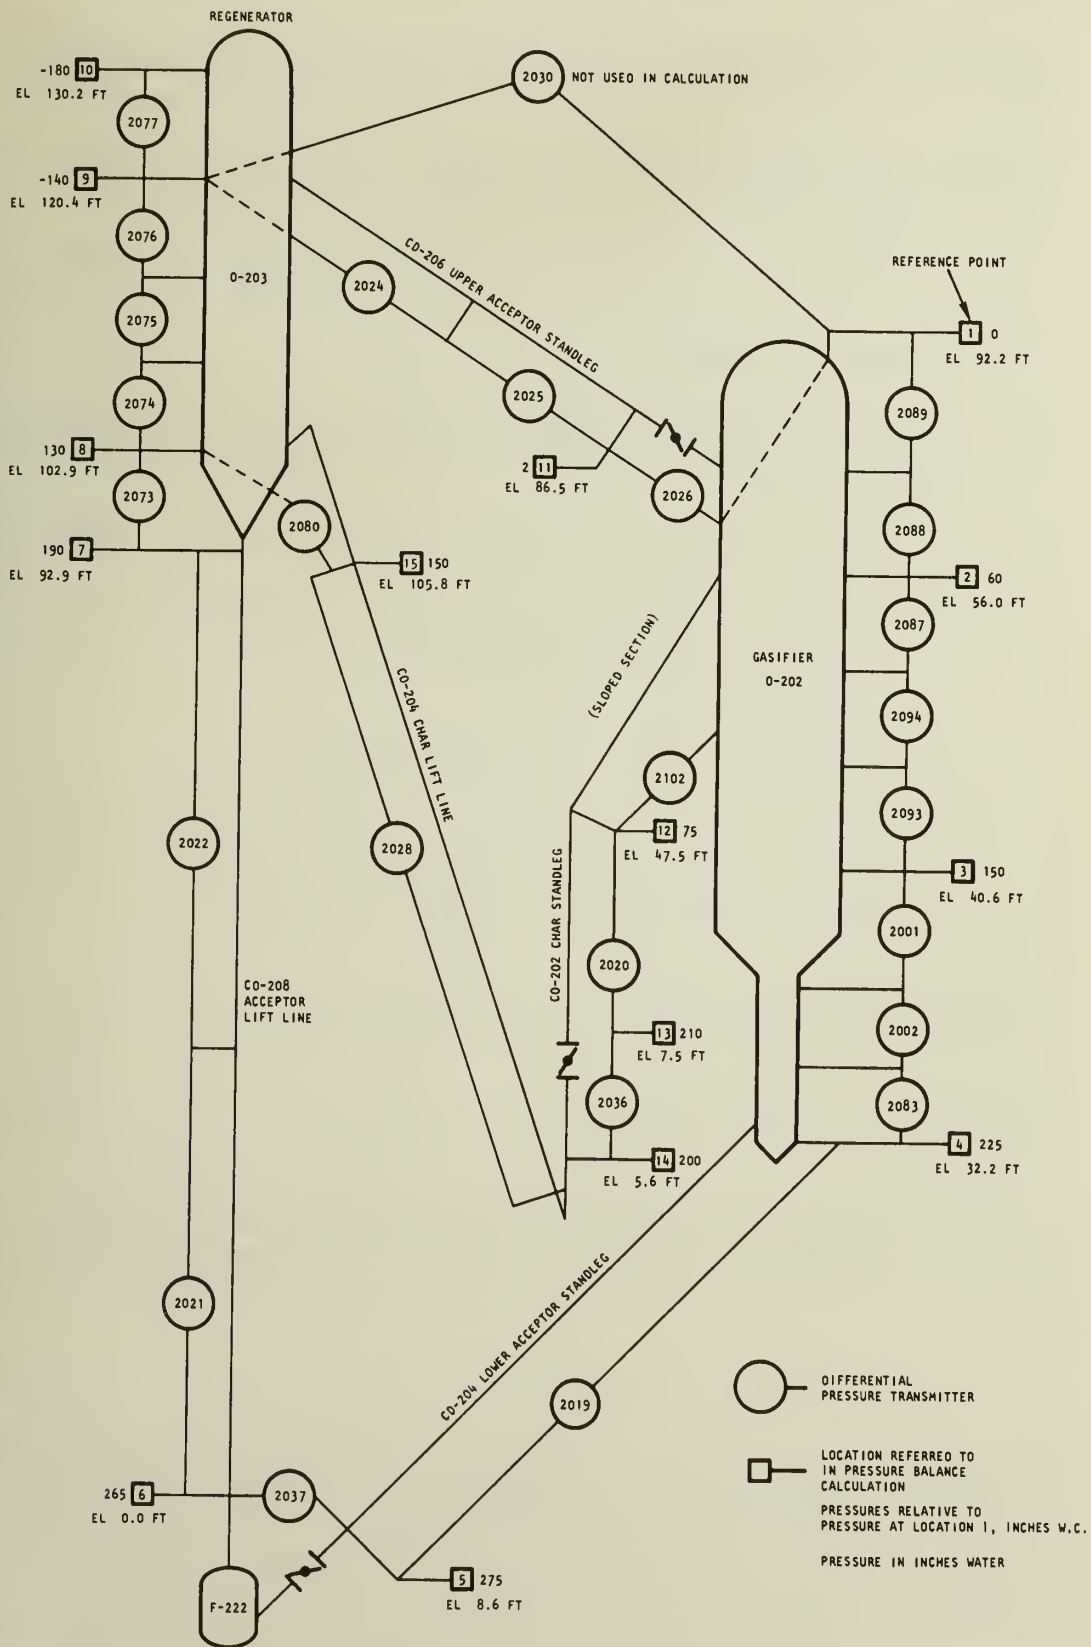 REGENERATOR
-180 10
EL 130.2 FT
2077
-140 9
EL 120.4 FT
2076
2075
2074
130 8
EL 102.9 FT
2073
190 7
EL 92.9 FT
O-203
2030 NOT USED IN CALCULATION
CD-206 UPPER ACCEPTOR STANDLEG
2024
2025
2026
2 11
EL 86.5 FT
REFERENCE POINT
1 0
EL 92.2 FT
2089
2088
2 60
EL 56.0 FT
2087
2094
2093
3 150
EL 40.6 FT
2001
2002
2083
4 225
EL 32.2 FT
GASIFIER
O-202
2080
15 150
EL 105.8 FT
CO-204 CHAR LIFT LINE
2028
(SLOPED SECTION)
2102
12 75
EL 47.5 FT
CO-202 CHAR STANDLEG
2020
13 210
EL 7.5 FT
2036
14 200
EL 5.6 FT
2022
CO-208
ACCEPTOR
LIFT LINE
2021
CD-204 LOWER ACCEPTOR STANDLEG
2019
265 6
EL 0.0 FT
2037
5 275
EL 8.6 FT
F-222
DIFFERENTIAL
PRESSURE TRANSMITTER
LOCATION REFERRED TO
IN PRESSURE BALANCE
CALCULATION
PRESSURES RELATIVE TO
PRESSURE AT LOCATION 1, INCHES W.C.
PRESSURE IN INCHES WATER